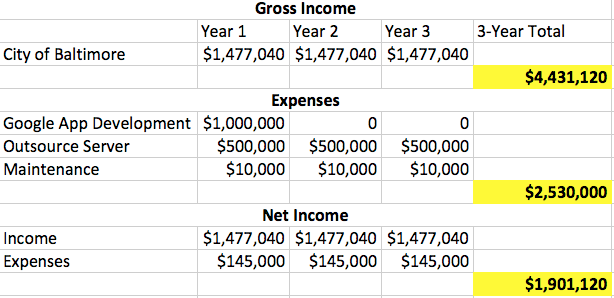 Gross Income
Year 1 Year 2 Year 3 3-Year Total
City of Baltimore $1,477,040 $1,477,040 $1,477,040
$4,431,120
Expenses
Google App Development $1,000,000 0 0
Outsource Server $500,000 $500,000 $500,000
Maintenance $10,000 $10,000 $10,000
$2,530,000
Net Income
Income $1,477,040 $1,477,040 $1,477,040
Expenses $145,000 $145,000 $145,000
$1,901,120